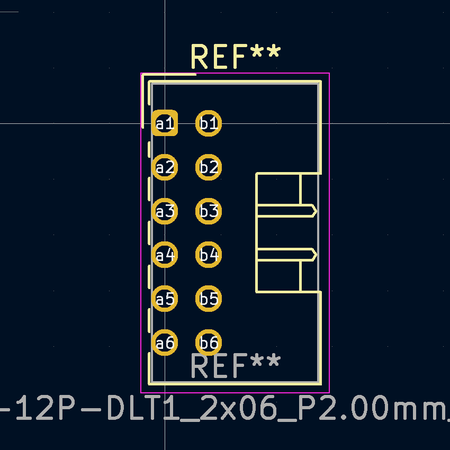 REF**
a1 b1
a2 b2
a3 b3
a4 b4
a5 b5
a6 b6
REF**
-12P-DLT1_2x06_P2.00mm_